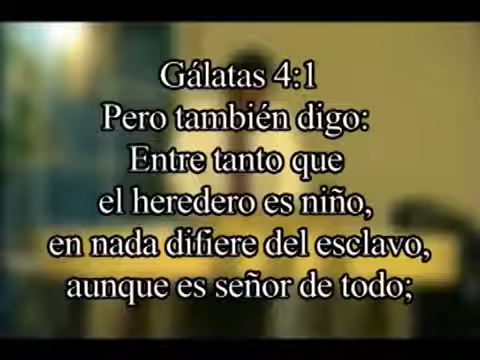 Gálatas 4:1
Pero también digo:
Entre tanto que
el heredero es niño,
en nada difiere del esclavo,
aunque es señor de todo;